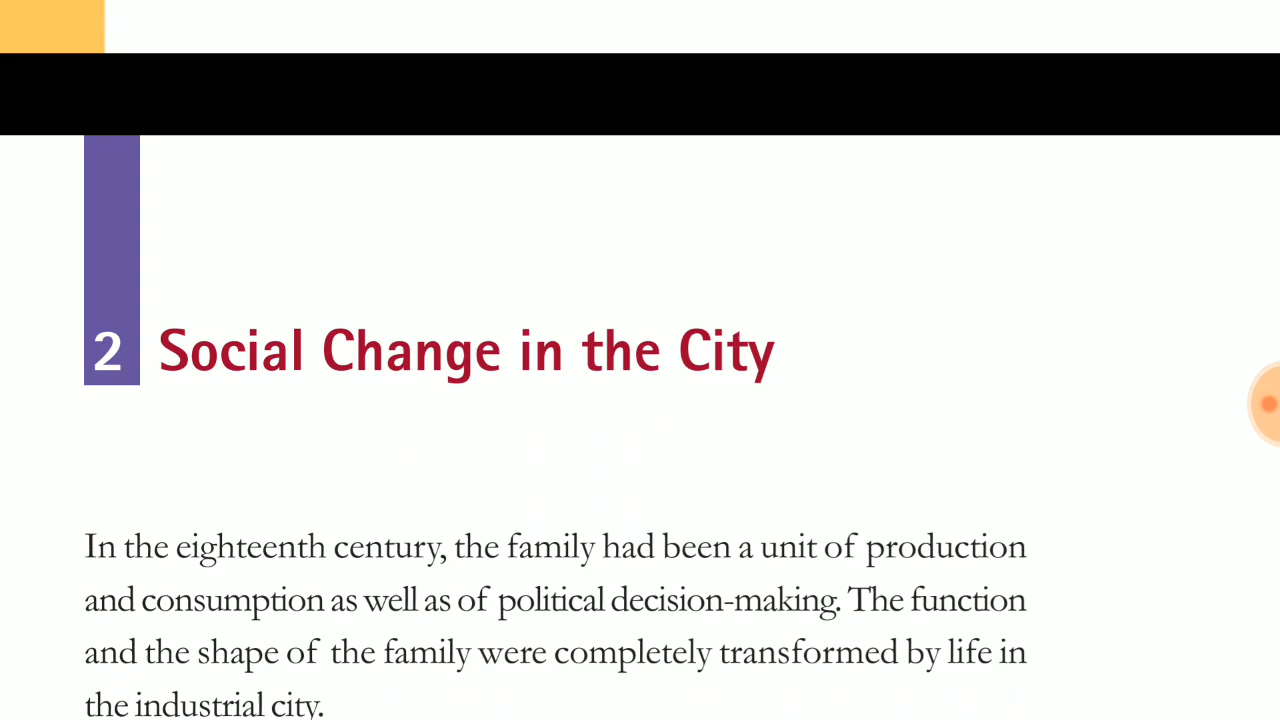 2 Social Change in the City
In the eighteenth century, the family had been a unit of production
and consumption as well as of political decision-making. The function
and the shape of the family were completely transformed by life in
the industrial city.